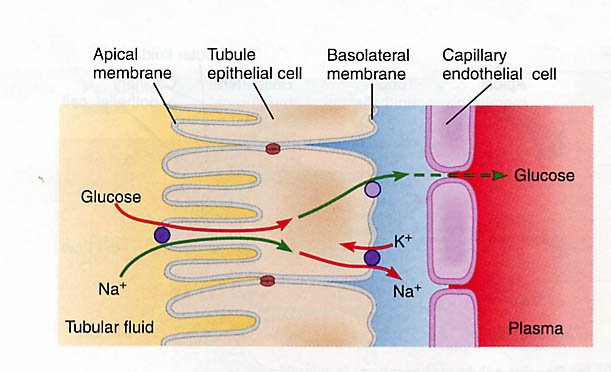 Apical
membrane
Tubule
epithelial cell
Basolateral
membrane
Capillary
endothelial cell
Glucose
Glucose
K+
Na+
Na+
Tubular fluid
Plasma